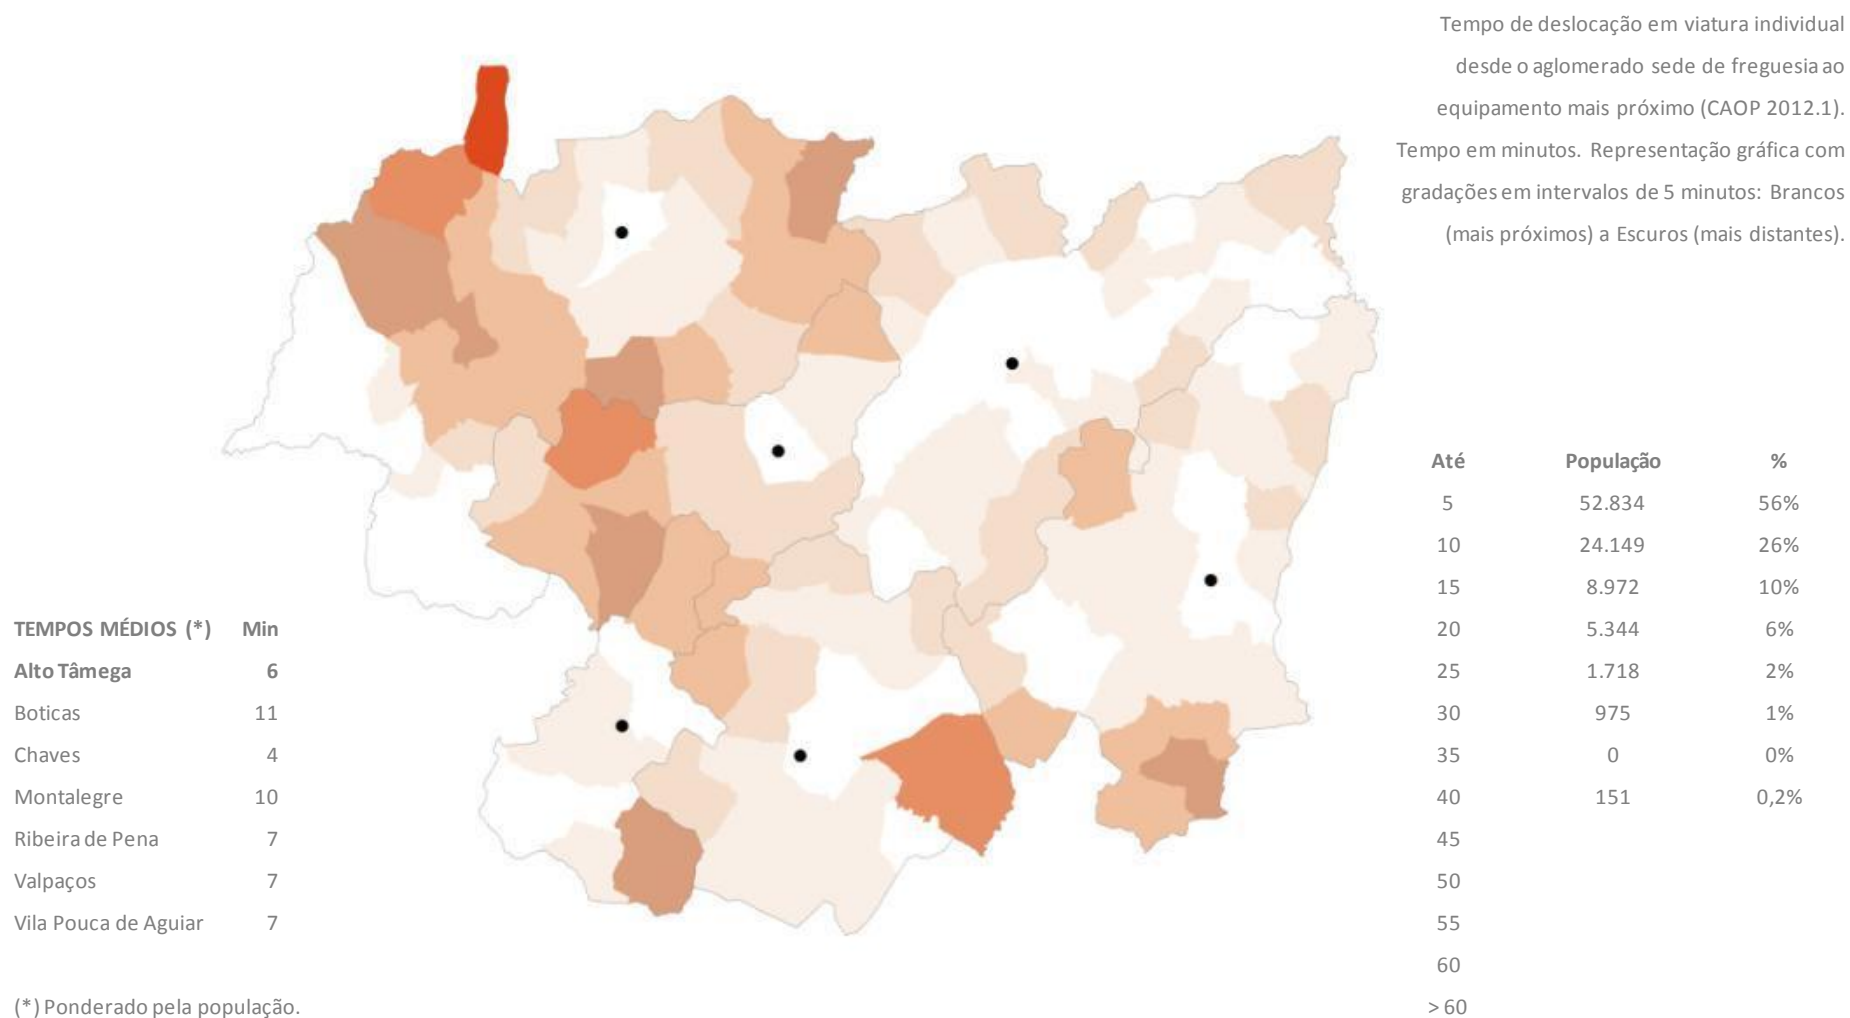 Tempo de deslocação em viatura individual
desde o aglomerado sede de freguesia ao
equipamento mais próximo (CAOP 2012.1).
Tempo em minutos. Representação gráfica com
gradações em intervalos de 5 minutos: Brancos
(mais próximos) a Escuros (mais distantes).
Até População %
5 52.834 56%
10 24.149 26%
15 8.972 10%
20 5.344 6%
25 1.718 2%
30 975 1%
35 0 0%
40 151 0,2%
45
50
55
60
> 60
TEMPOS MÉDIOS (*) Min
Alto Tâmega 6
Boticas 11
Chaves 4
Montalegre 10
Ribeira de Pena 7
Valpaços 7
Vila Pouca de Aguiar 7
(*) Ponderado pela população.